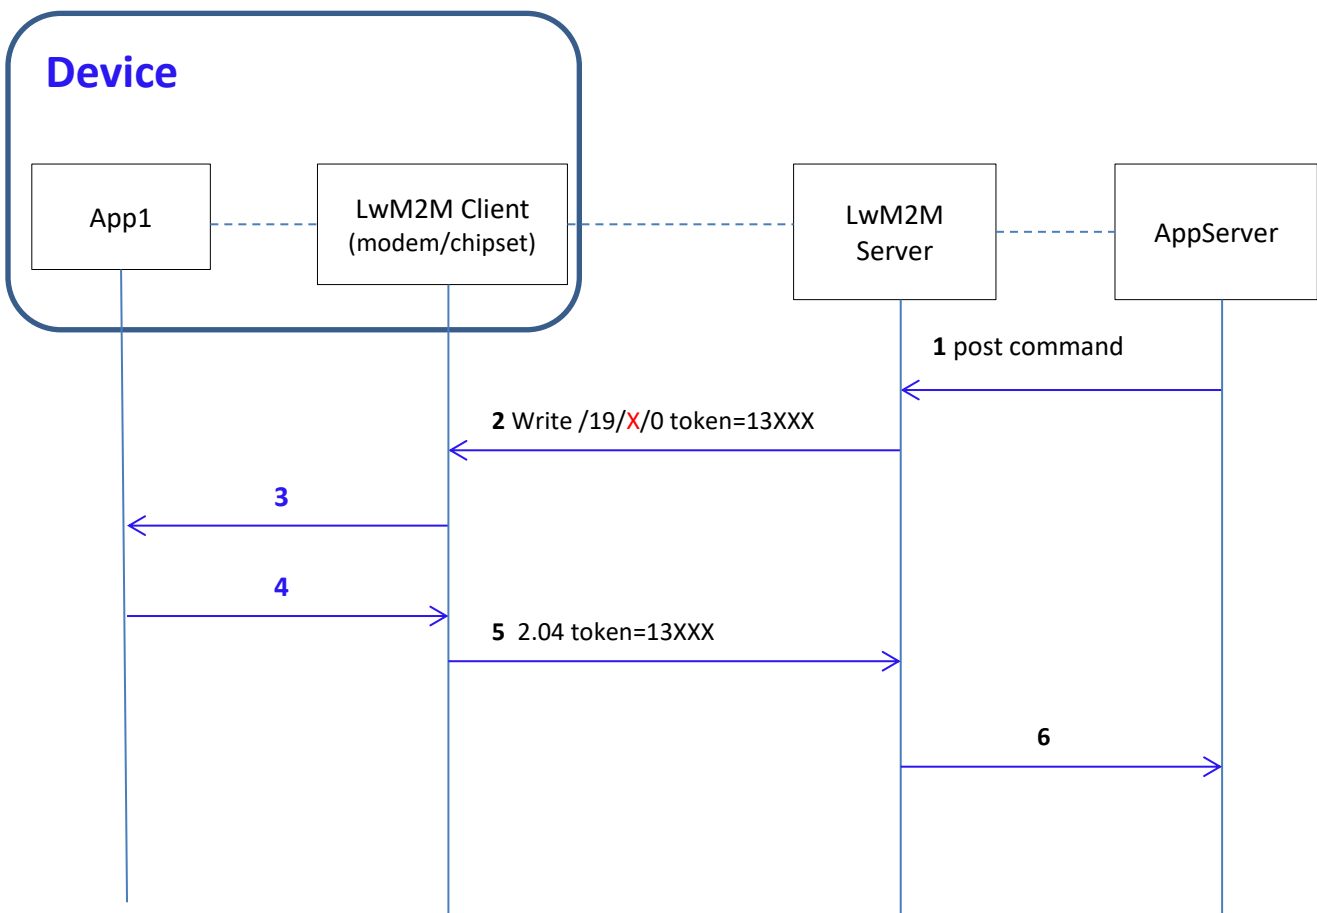 Device
App1
LwM2M Client
(modem/chipset)
LwM2M
Server
AppServer
1 post command
2 Write /19/X/0 token=13XXX
3
4
5 2.04 token=13XXX
6